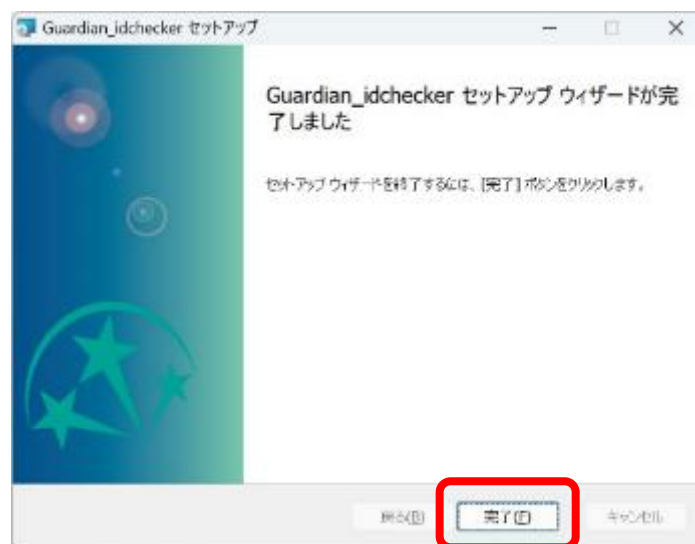 Guardian_idchecker セットアップ
Guardian_idchecker セットアップ ウィザードが完
了しました
セットアップ ウィザードを終了するには、[完了] ボタンをクリックします。
戻る(B)
完了(F)
キャンセル